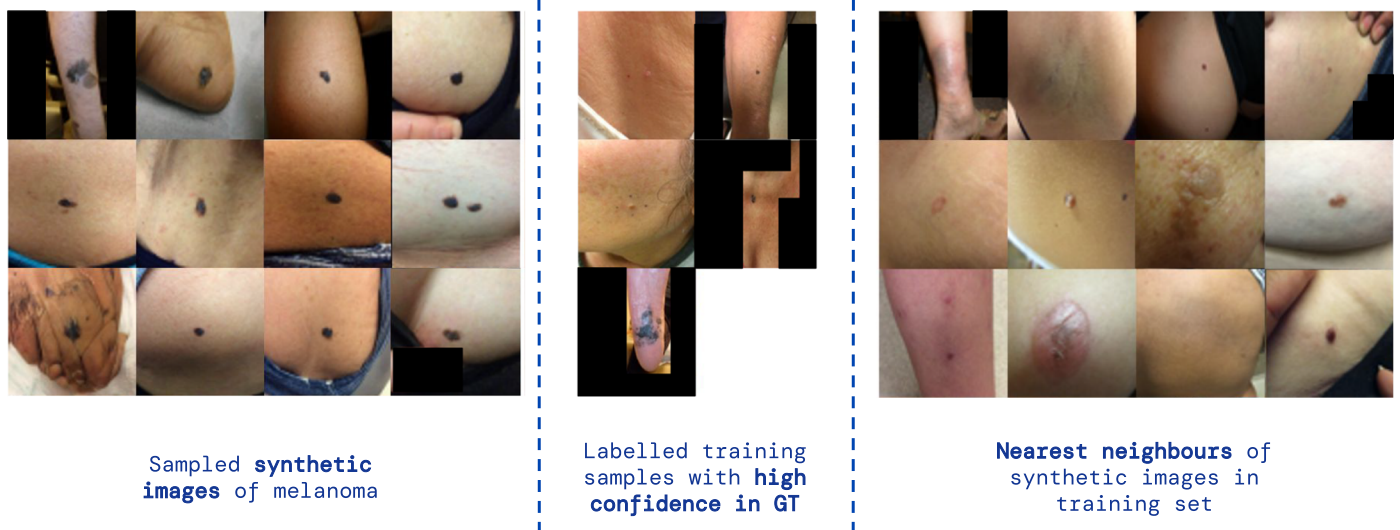 Sampled synthetic
images of melanoma
Labelled training
samples with high
confidence in GT
Nearest neighbours of
synthetic images in
training set